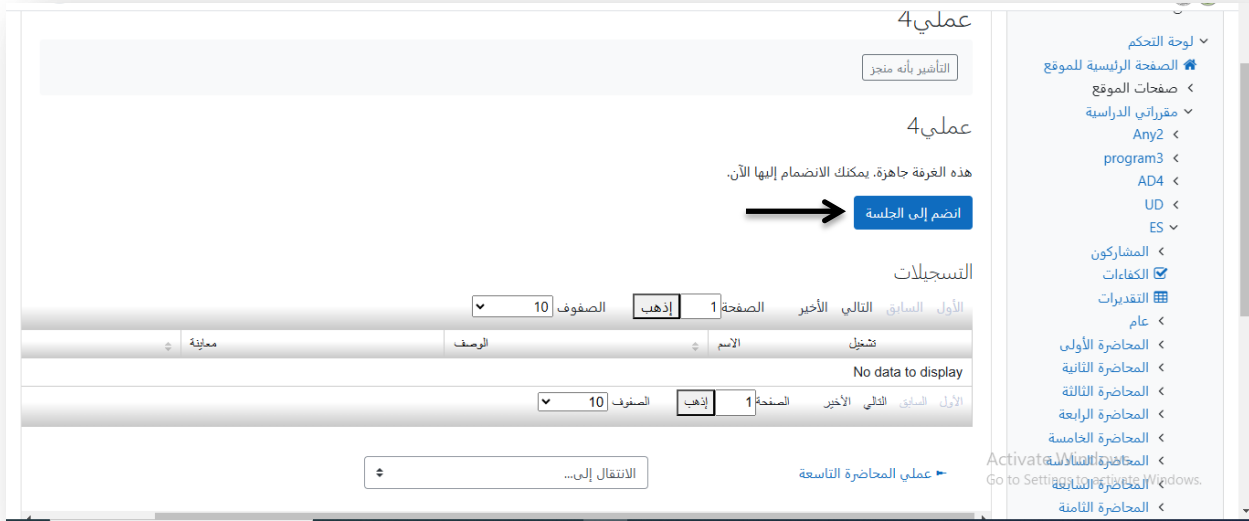 عملي4
التأشير بأنه منجز
عملي4
هذه الغرفة جاهزة. يمكنك الانضمام إليها الآن.
انضم إلى الجلسة
التسجيلات
الأول السابق التالي الأخير الصفحة 1 إذهب الصفوف 10
تشغيل الاسم الوصف معاينة
No data to display
الأول السابق التالي الأخير الصفحة 1 إذهب الصفوف 10
عملي المحاضرة التاسعة
الانتقال إلى...
لوحة التحكم
الصفحة الرئيسية للموقع
صفحات الموقع
مقرراتي الدراسية
Any2
program3
AD4
UD
ES
المشاركون
الكفاءات
التقديرات
عام
المحاضرة الأولى
المحاضرة الثانية
المحاضرة الثالثة
المحاضرة الرابعة
المحاضرة الخامسة
المحاضرة السادسة
المحاضرة السابعة
المحاضرة الثامنة
Activate Windows
Go to Settings to activate Windows.